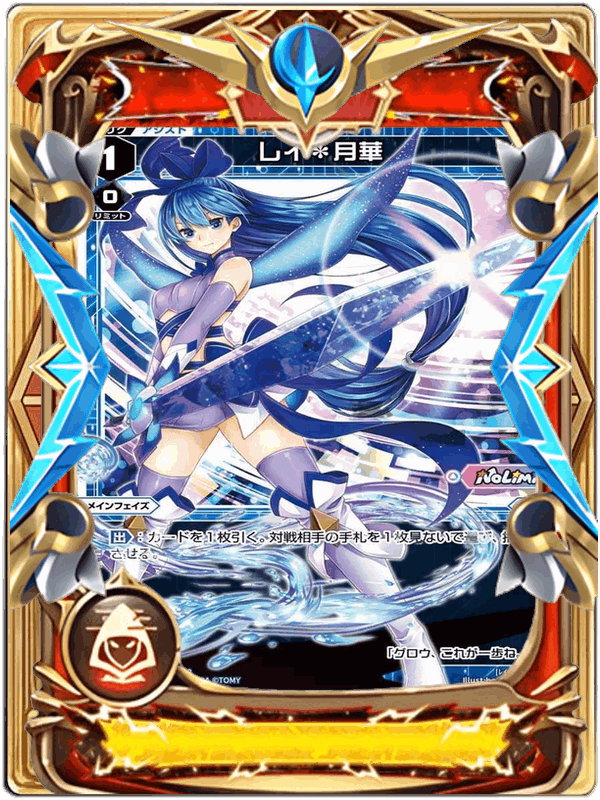 アシスト
1
レイ＊月華
0
リミット
NoLimi
メインフェイズ
出：カードを１枚引く。対戦相手の手札を１枚見ないで
させる。
「グロウ、これが一歩ね
©TOMY
Illust